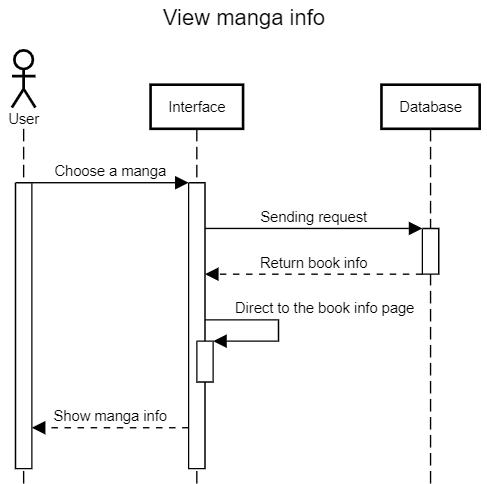 View manga info
User
Interface
Database
Choose a manga
Sending request
Return book info
Direct to the book info page
Show manga info